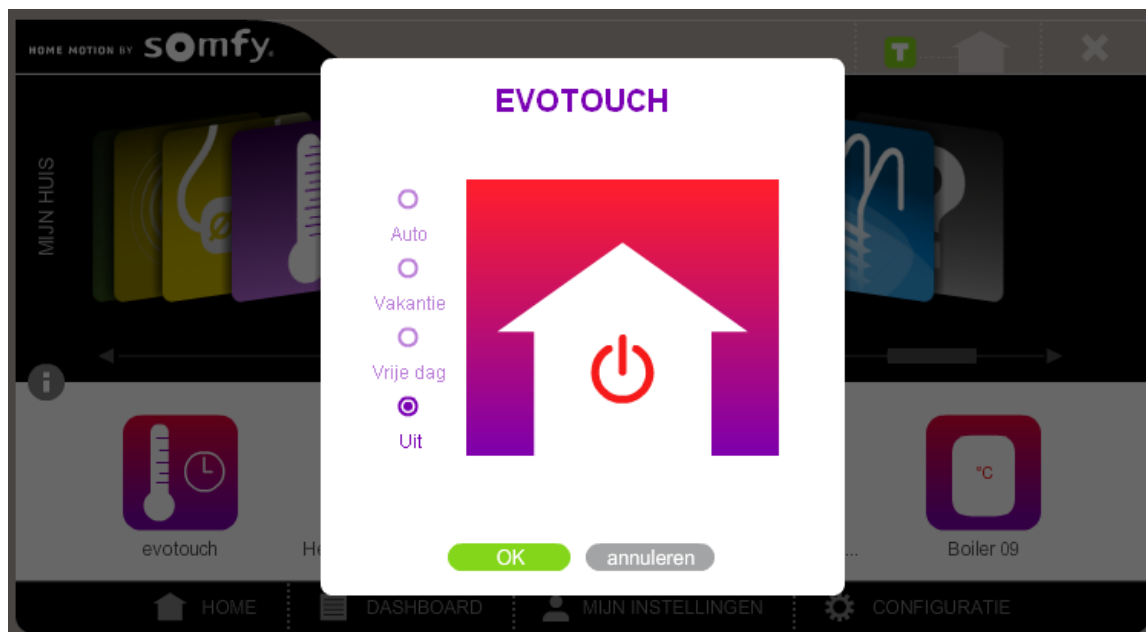 HOME MOTION BY somfy.
T
EVOTOUCH
MIJN HUIS
Auto
Vakantie
Vrije dag
Uit
OK
annuleren
i
°C
evotouch
He
...
Boiler 09
HOME
DASHBOARD
MIJN INSTELLINGEN
CONFIGURATIE